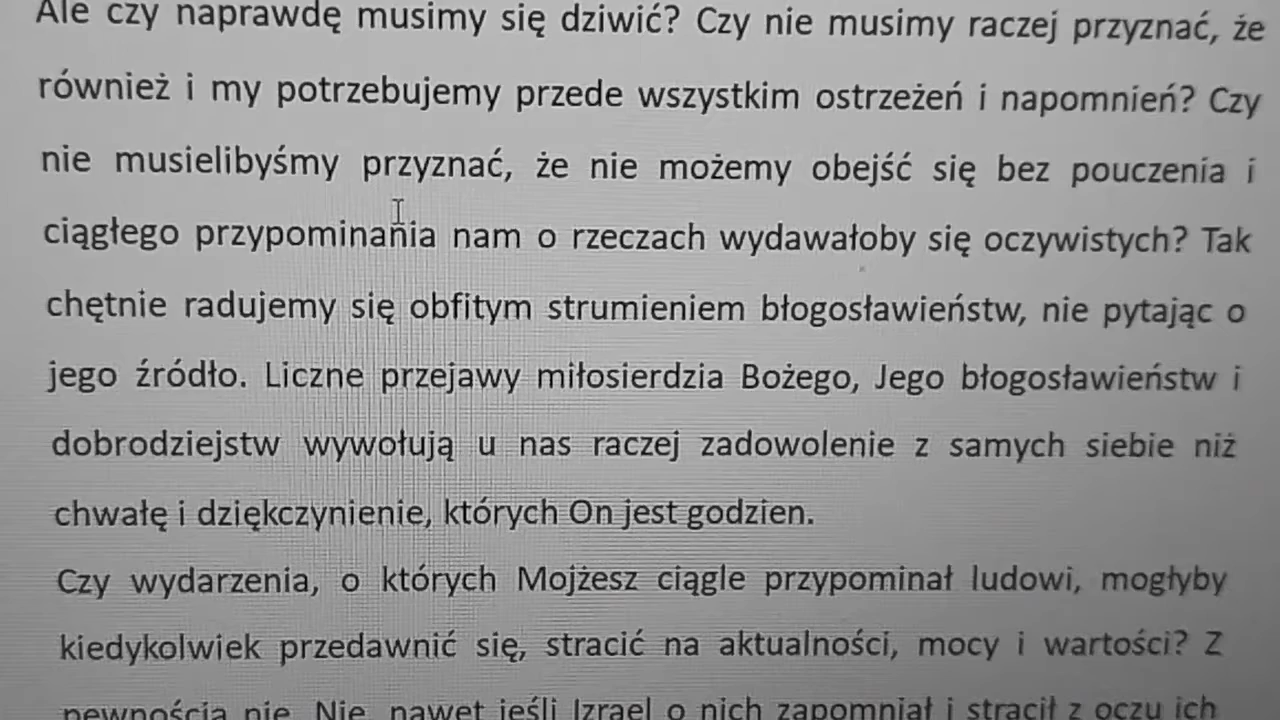 Ale czy naprawdę musimy się dziwić? Czy nie musimy raczej przyznać, że
również i my potrzebujemy przede wszystkim ostrzeżeń i napomnień? Czy
nie musielibyśmy przyznać, że nie możemy obejść się bez pouczenia i
ciągłego przypominania nam o rzeczach wydawałoby się oczywistych? Tak
chętnie radujemy się obfitym strumieniem błogosławieństw, nie pytając o
jego źródło. Liczne przejawy miłosierdzia Bożego, Jego błogosławieństw i
dobrodziejstw wywołują u nas raczej zadowolenie z samych siebie niż
chwałę i dziękczynienie, których On jest godzien.
Czy wydarzenia, o których Mojżesz ciągle przypominał ludowi, mogłyby
kiedykolwiek przedawnić się, stracić na aktualności, mocy i wartości? Z
pewnością nie. Nie, nawet jeśli Izrael o nich zapomniał i stracił z oczu ich